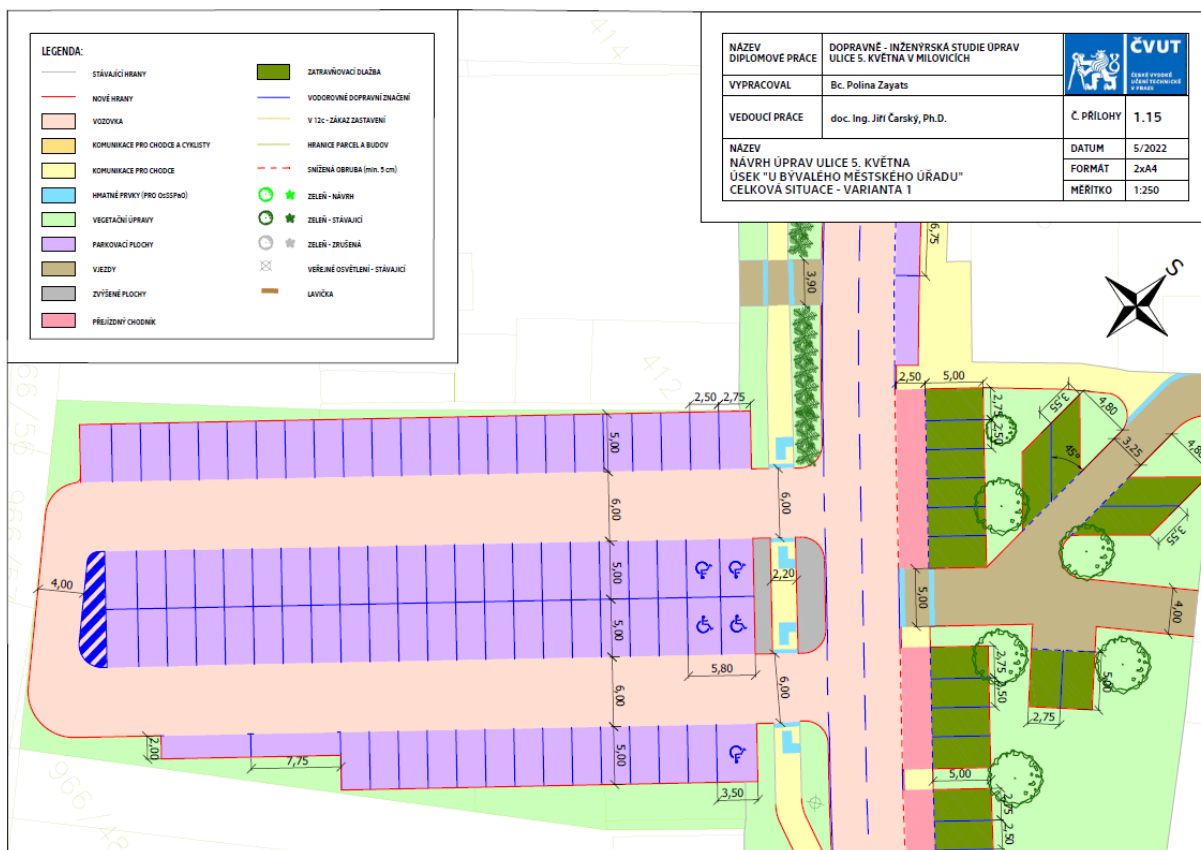 LEGENDA:
STÁVAJÍCÍ HRANY
NOVÉ HRANY
VOZOVKA
KOMUNIKACE PRO CHODCE A CYKLISTY
KOMUNIKACE PRO CHODCE
HMATNÉ PRVKY (PRO OsSSPaO)
VEGETAČNÍ ÚPRAVY
PARKOVACÍ PLOCHY
VJEZDY
ZVÝŠENÉ PLOCHY
PŘEJÍZDNÝ CHODNÍK
ZATRAVŇOVACÍ DLAŽBA
VODOROVNÉ DOPRAVNÍ ZNAČENÍ
V 12c - ZÁKAZ ZASTAVENÍ
HRANICE PARCEL A BUDOV
SNÍŽENÁ OBRUBA (min. 5 cm)
ZELEŇ - NÁVRH
ZELEŇ - STÁVAJICÍ
ZELEŇ - ZRUŠENÁ
VEŘEJNÉ OSVĚTLENÍ - STÁVAJICÍ
LAVIČKA
NÁZEV
DIPLOMOVÉ PRÁCE
DOPRAVNĚ - INŽENÝRSKÁ STUDIE ÚPRAV
ULICE 5. KVĚTNA V MILOVICÍCH
VYPRACOVAL
Bc. Polina Zayats
VEDOUCÍ PRÁCE
doc. Ing. Jiří Čarský, Ph.D.
ČVUT
ČESKÉ VYSOKÉ
UČENÍ TECHNICKÉ
V PRAZE
Č. PŘÍLOHY
1.15
NÁZEV
NÁVRH ÚPRAV ULICE 5. KVĚTNA
ÚSEK "U BÝVALÉHO MĚSTSKÉHO ÚŘADU"
CELKOVÁ SITUACE - VARIANTA 1
DATUM
5/2022
FORMÁT
2xA4
MĚŘÍTKO
1:250
414
412
S
6,75
3,90
2,50
5,00
2,75
2,50
3,55
4,80
45°
3,25
4,80
3,55
2,50
2,75
5,00
6,00
6,00
4,00
5,00
5,00
2,20
5,00
4,00
5,80
6,00
6,00
2,75
2,50
5,00
2,75
2,00
7,75
5,00
3,50
5,00
2,75
2,50
966/48